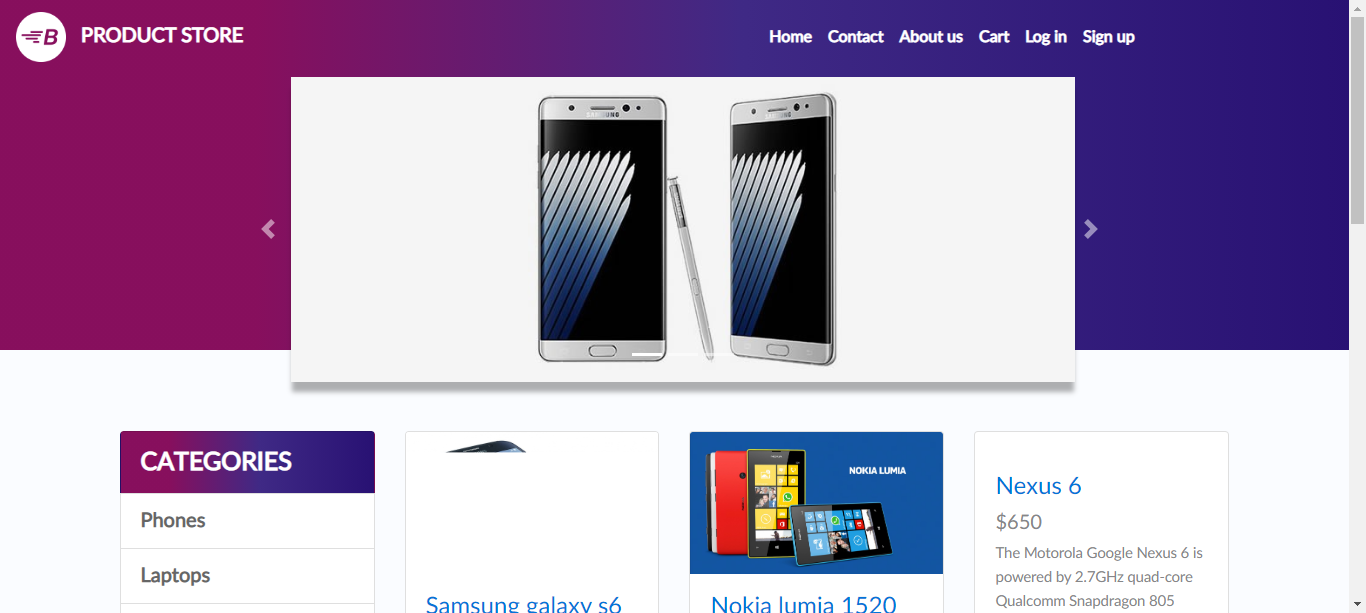 B PRODUCT STORE
Home Contact About us Cart Log in Sign up
SAMSUNG
SAMSUNG
CATEGORIES
Phones
Laptops
NOKIA LUMIA
Samsung galaxy s6
Nokia lumia 1520
Nexus 6
$650
The Motorola Google Nexus 6 is
powered by 2.7GHz quad-core
Qualcomm Snapdragon 805